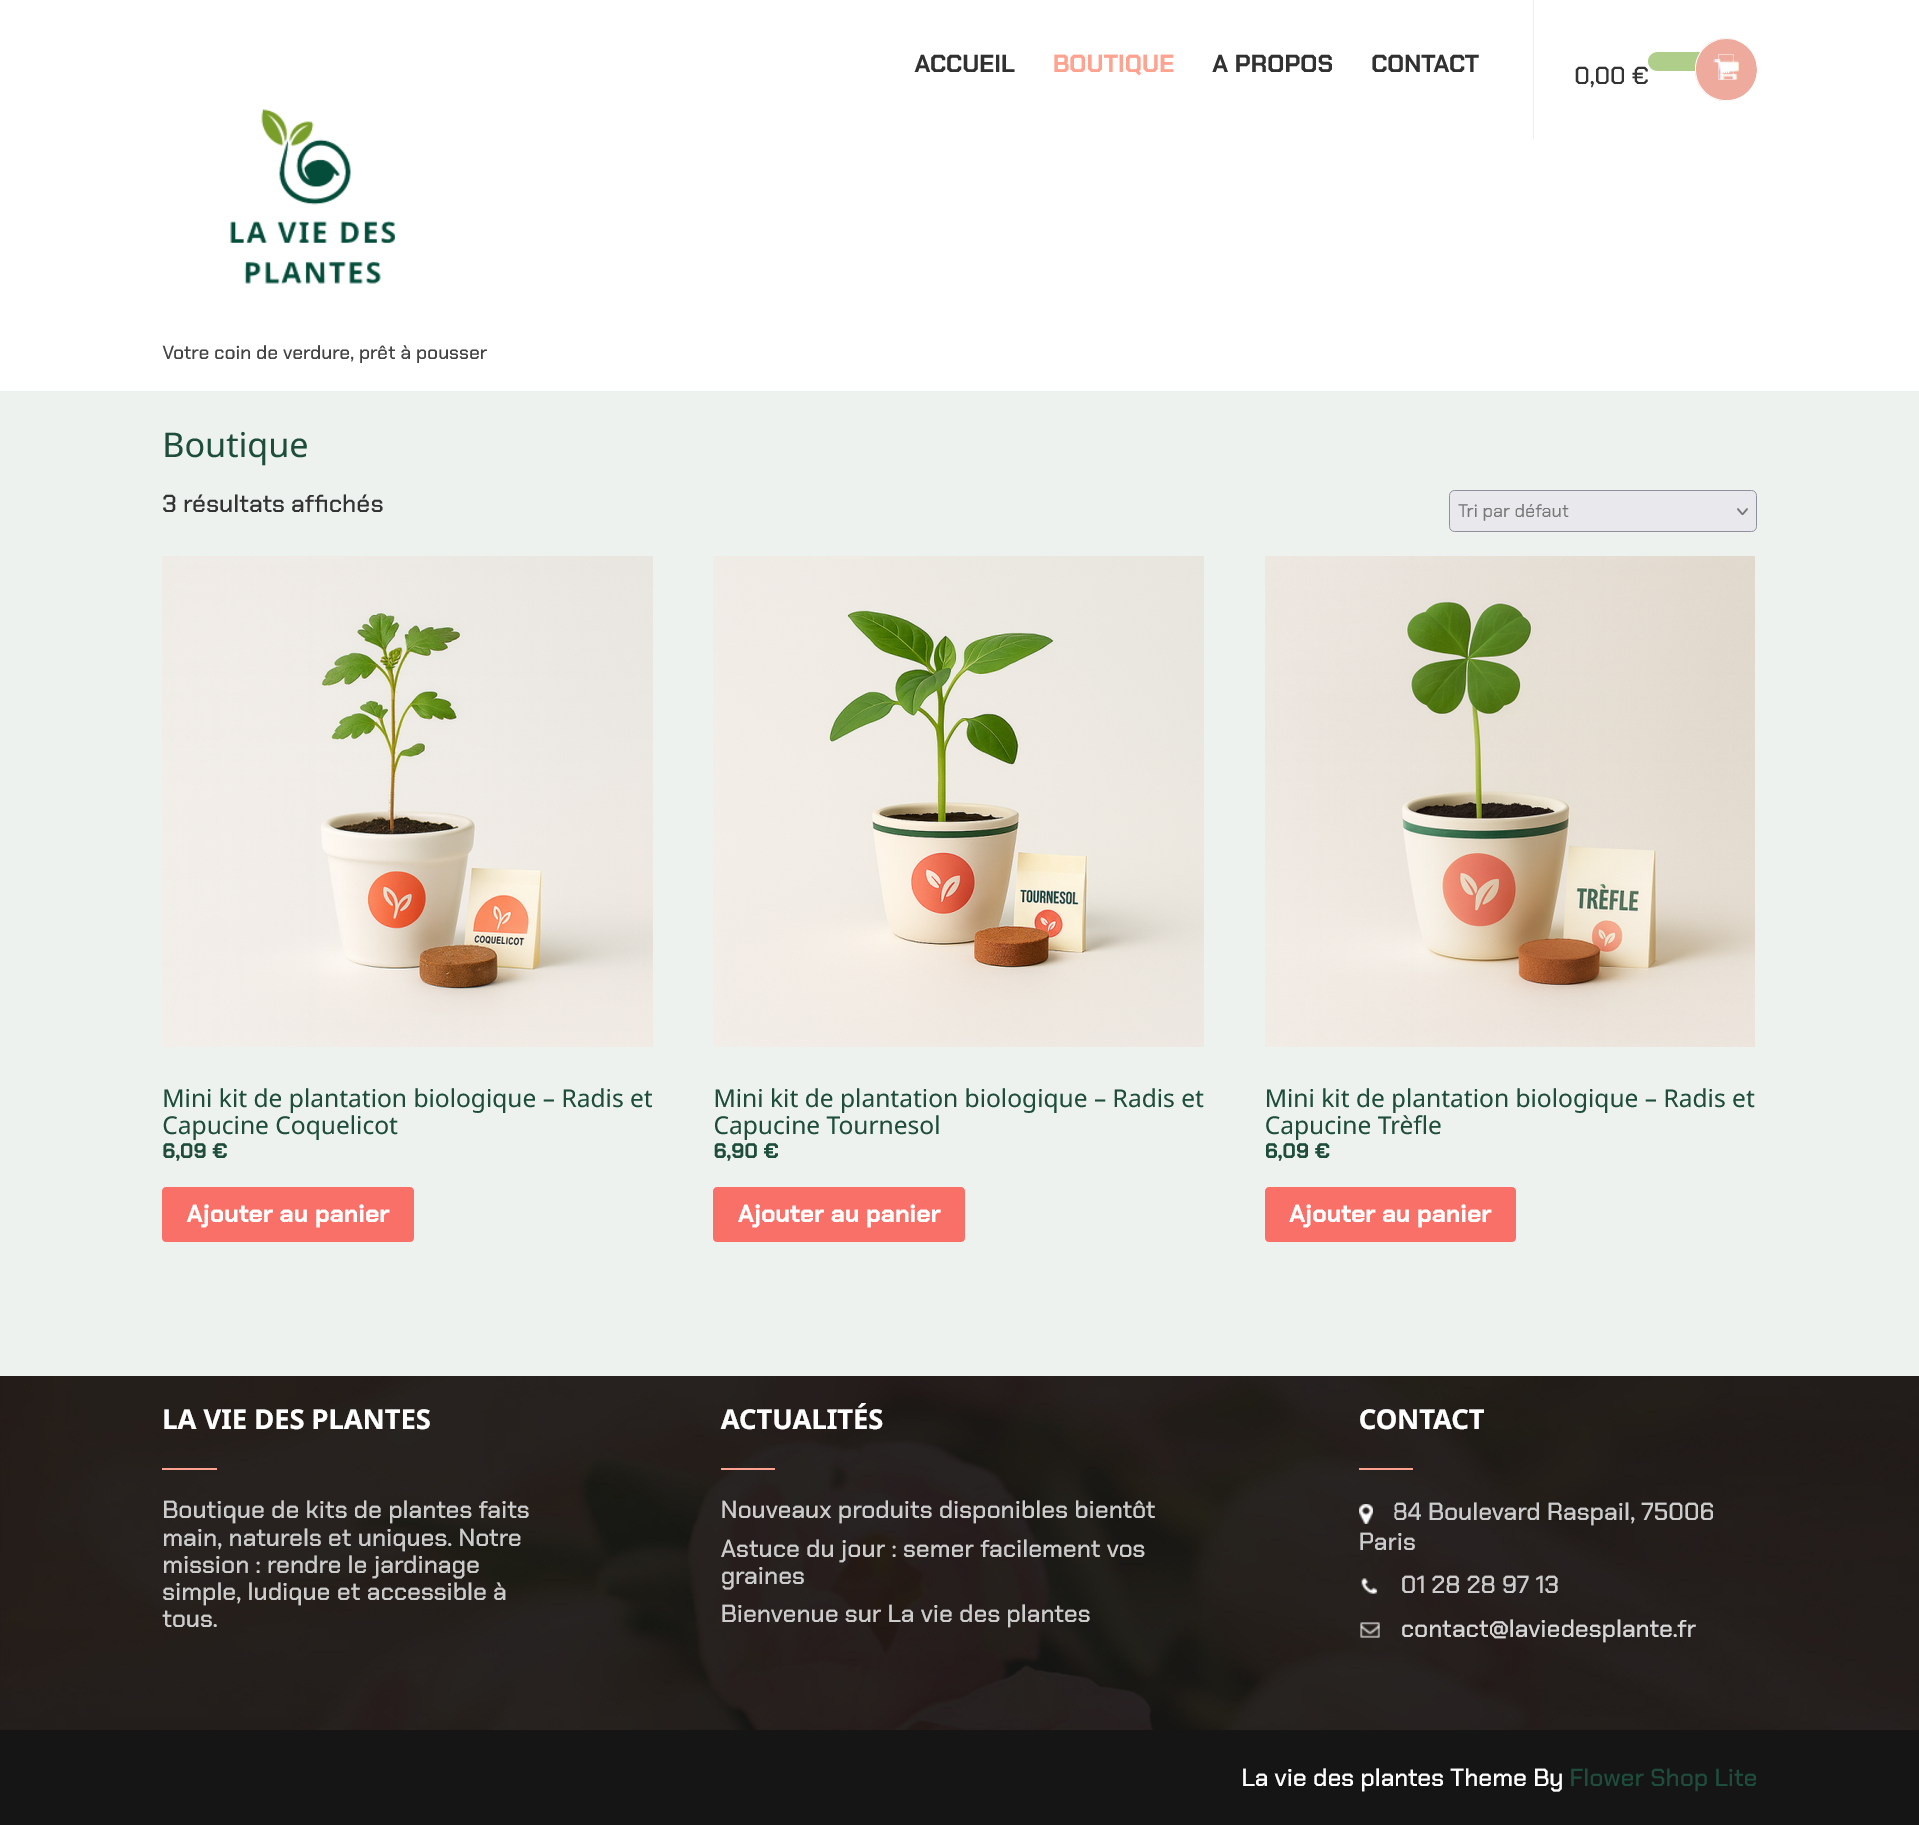 ACCUEIL BOUTIQUE A PROPOS CONTACT
0,00 €
LA VIE DES
PLANTES
Votre coin de verdure, prêt à pousser
Boutique
3 résultats affichés
Tri par défaut
COQUELICOT
TOURNESOL
TRÈFLE
Mini kit de plantation biologique – Radis et
Capucine Coquelicot
6,09 €
Ajouter au panier
Mini kit de plantation biologique – Radis et
Capucine Tournesol
6,90 €
Ajouter au panier
Mini kit de plantation biologique – Radis et
Capucine Trèfle
6,09 €
Ajouter au panier
LA VIE DES PLANTES
Boutique de kits de plantes faits
main, naturels et uniques. Notre
mission : rendre le jardinage
simple, ludique et accessible à
tous.
ACTUALITÉS
Nouveaux produits disponibles bientôt
Astuce du jour : semer facilement vos
graines
Bienvenue sur La vie des plantes
CONTACT
84 Boulevard Raspail, 75006
Paris
01 28 28 97 13
contact@laviedesplante.fr
La vie des plantes Theme By Flower Shop Lite